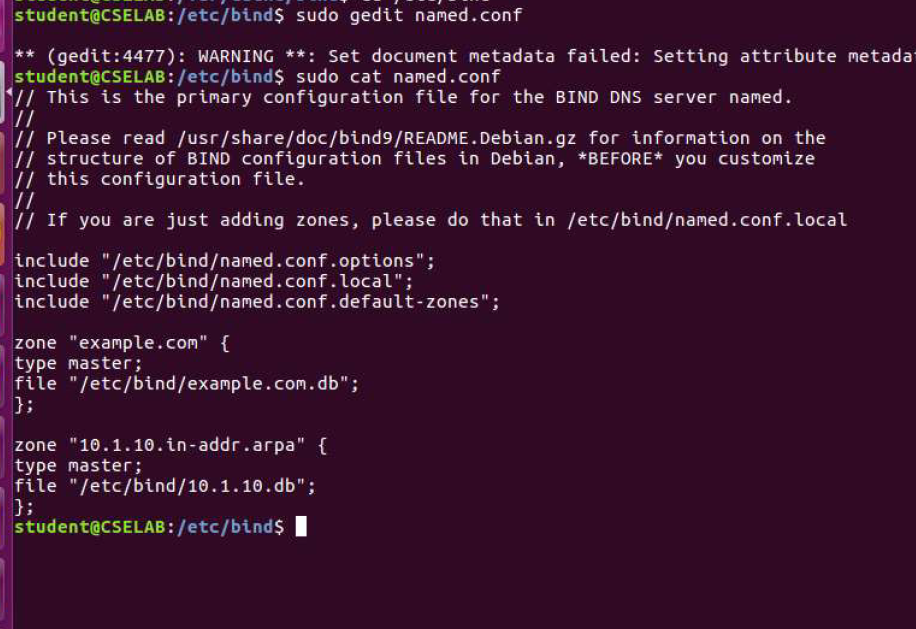 student@CSELAB:/etc/bind$ sudo gedit named.conf
** (gedit:4477): WARNING **: Set document metadata failed: Setting attribute
student@CSELAB:/etc/bind$ sudo cat named.conf
// This is the primary configuration file for the BIND DNS server named.
//
// Please read /usr/share/doc/bind9/README.Debian.gz for information on the
// structure of BIND configuration files in Debian, *BEFORE* you customize
// this configuration file.
//
// If you are just adding zones, please do that in /etc/bind/named.conf.local
include "/etc/bind/named.conf.options";
include "/etc/bind/named.conf.local";
include "/etc/bind/named.conf.default-zones";
zone "example.com" {
type master;
file "/etc/bind/example.com.db";
};
zone "10.1.10.in-addr.arpa" {
type master;
file "/etc/bind/10.1.10.db";
};
student@CSELAB:/etc/bind$